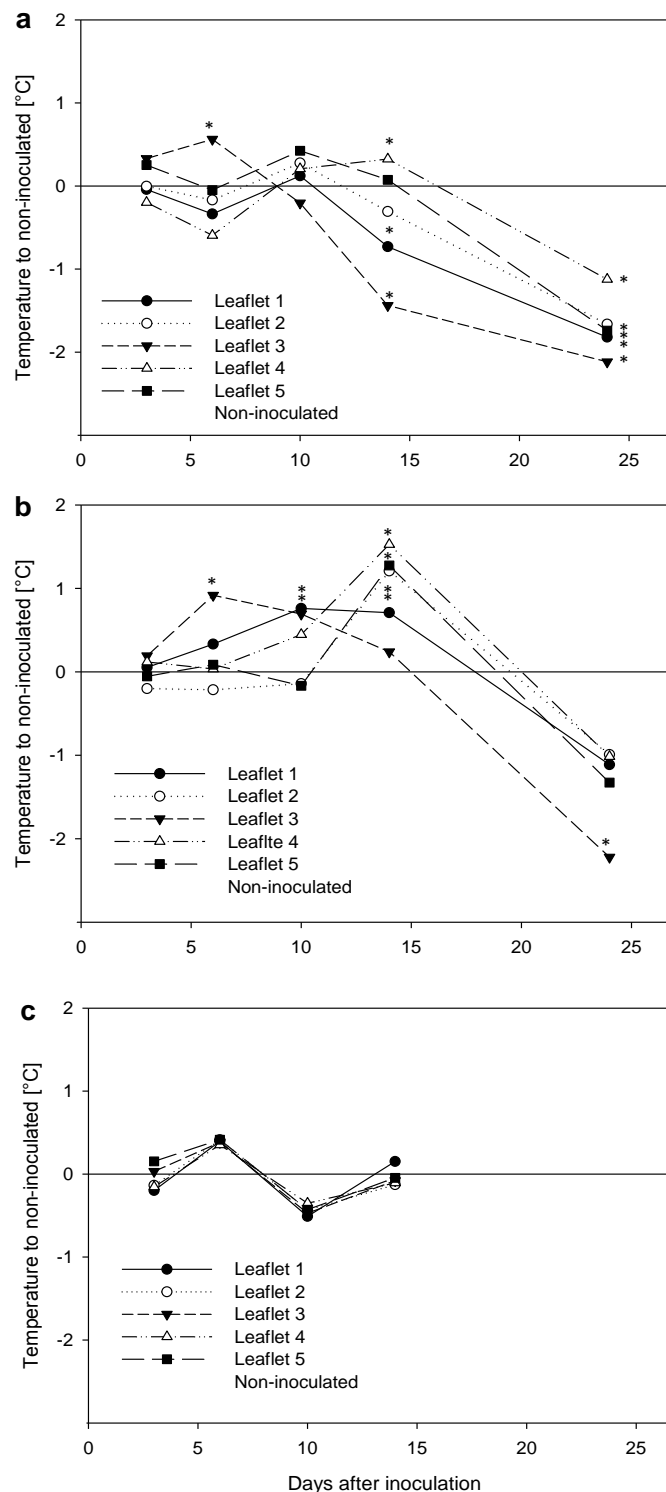 a
Temperature to non-inoculated [°C]
2
1
0
-1
-2
*
*
*
*
*
*
*
*
*
Leaflet 1
Leaflet 2
Leaflet 3
Leaflet 4
Leaflet 5
Non-inoculated
0 5 10 15 20 25
b
Temperature to non-inoculated [°C]
2
1
0
-1
-2
*
*
*
*
*
*
*
*
Leaflet 1
Leaflet 2
Leaflet 3
Leaflte 4
Leaflet 5
Non-inoculated
0 5 10 15 20 25
c
Temperature to non-inoculated [°C]
2
1
0
-1
-2
Leaflet 1
Leaflet 2
Leaflet 3
Leaflet 4
Leaflet 5
Non-inoculated
0 5 10 15 20 25
Days after inoculation